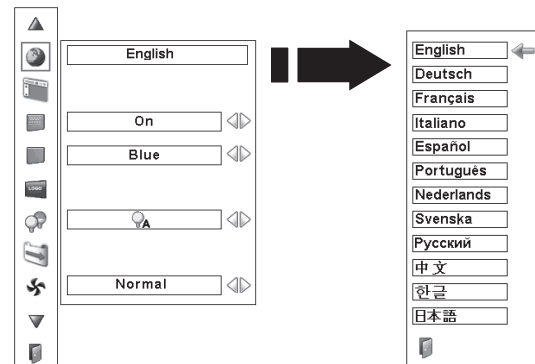 English
On
Blue
A
Normal
LOGO
English
Deutsch
Français
Italiano
Español
Português
Nederlands
Svenska
Русский
中文
한글
日本語